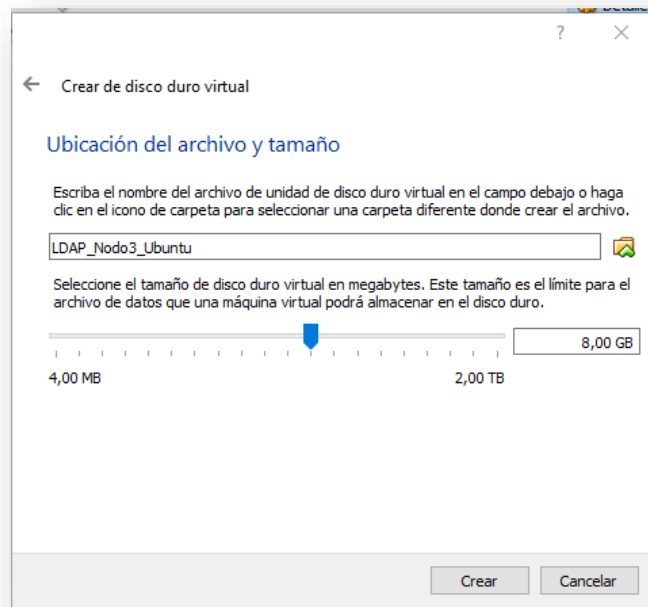 Detalle
?
Crear de disco duro virtual
Ubicación del archivo y tamaño
Escriba el nombre del archivo de unidad de disco duro virtual en el campo debajo o haga
clic en el icono de carpeta para seleccionar una carpeta diferente donde crear el archivo.
LDAP_Nodo3_Ubuntu
Seleccione el tamaño de disco duro virtual en megabytes. Este tamaño es el límite para el
archivo de datos que una máquina virtual podrá almacenar en el disco duro.
8,00 GB
4,00 MB 2,00 TB
Crear Cancelar